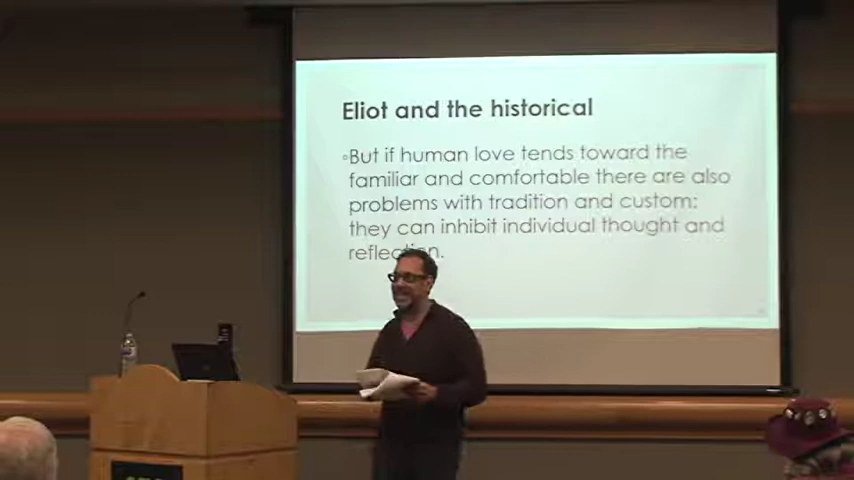 Eliot and the historical
◦But if human love tends toward the
familiar and comfortable there are also
problems with tradition and custom:
they can inhibit individual thought and
reflection.